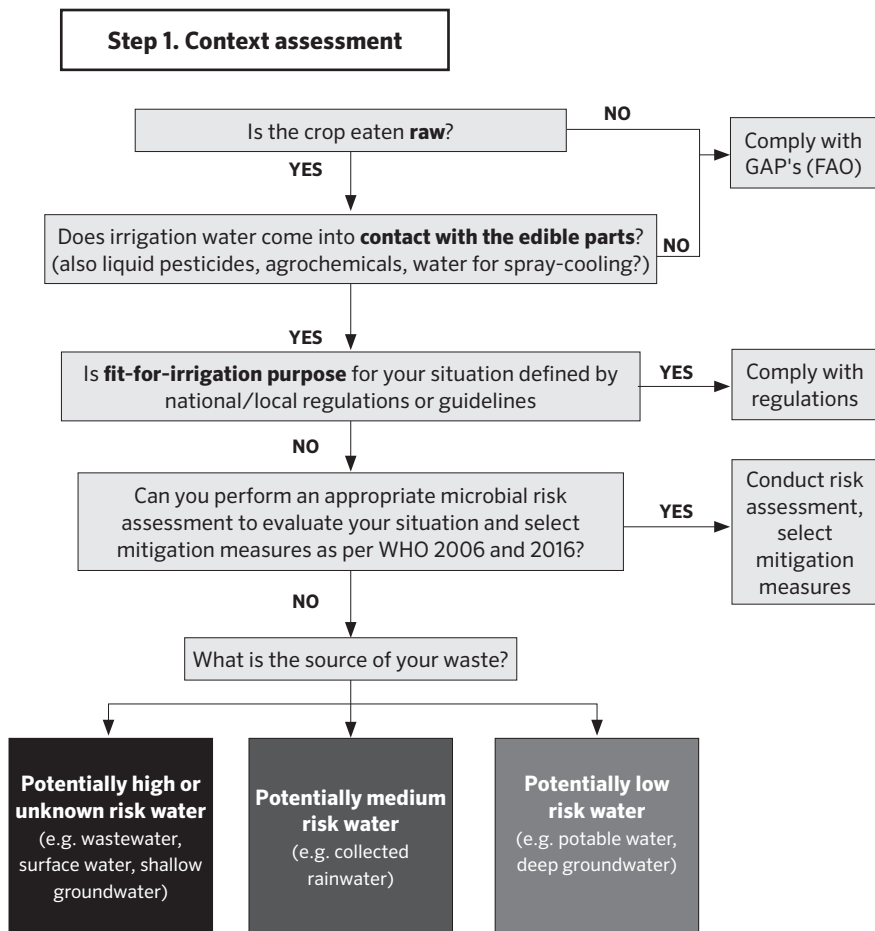 Step 1. Context assessment
Is the crop eaten raw?
NO
Comply with
GAP's (FAO)
YES
Does irrigation water come into contact with the edible parts?
(also liquid pesticides, agrochemicals, water for spray-cooling?)
NO
YES
Is fit-for-irrigation purpose for your situation defined by
national/local regulations or guidelines
YES
Comply with
regulations
NO
Can you perform an appropriate microbial risk
assessment to evaluate your situation and select
mitigation measures as per WHO 2006 and 2016?
YES
Conduct risk
assessment,
select
mitigation
measures
NO
What is the source of your waste?
Potentially high or
unknown risk water
(e.g. wastewater,
surface water, shallow
groundwater)
Potentially medium
risk water
(e.g. collected
rainwater)
Potentially low
risk water
(e.g. potable water,
deep groundwater)